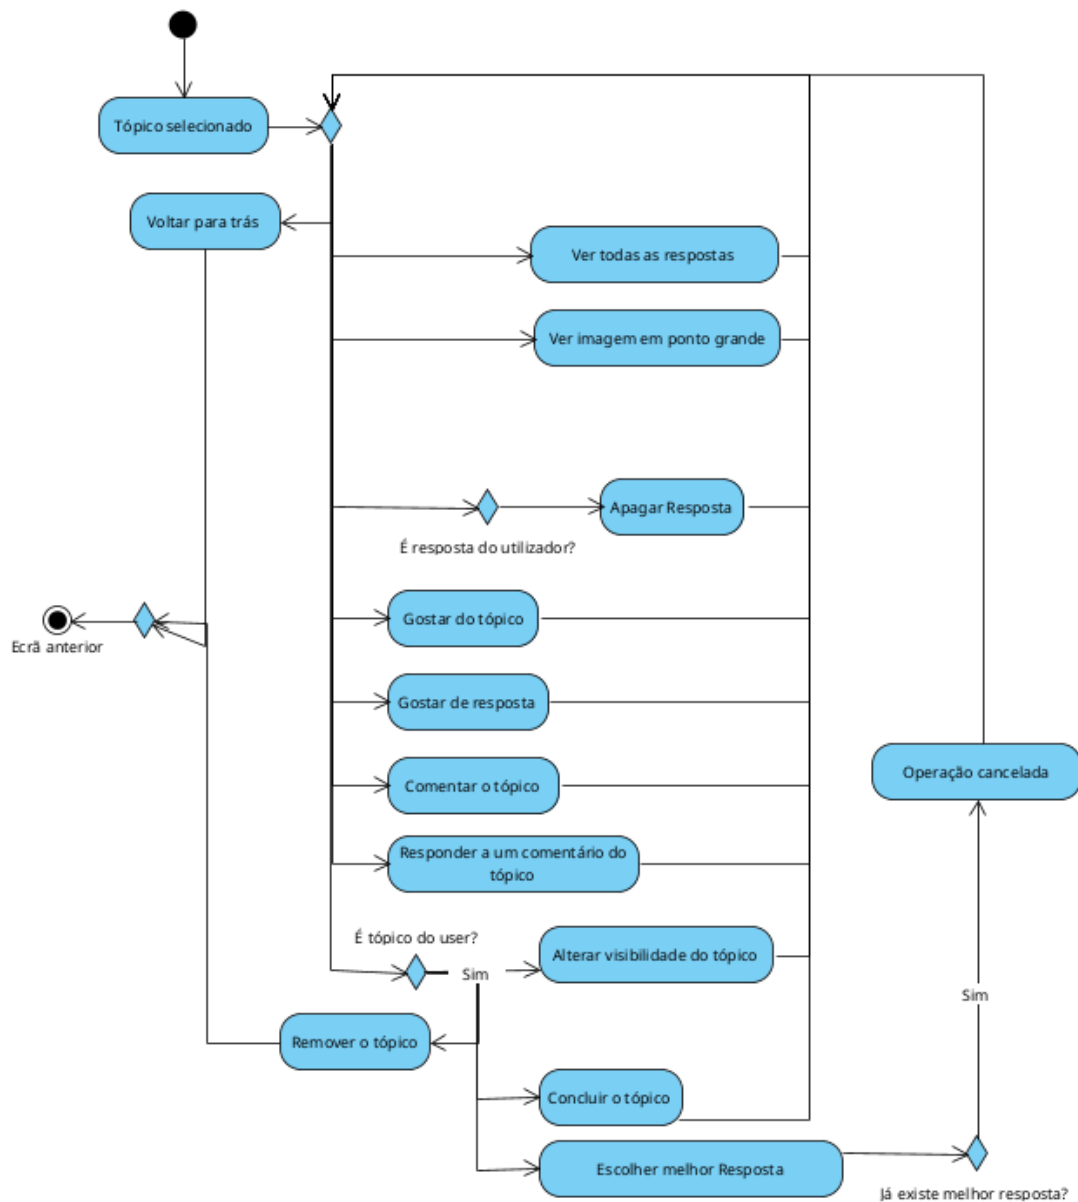 Tópico selecionado
Voltar para trás
Ver todas as respostas
Ver imagem em ponto grande
Apagar Resposta
É resposta do utilizador?
Gostar do tópico
Ecrã anterior
Gostar de resposta
Operação cancelada
Comentar o tópico
Responder a um comentário do
tópico
É tópico do user?
Alterar visibilidade do tópico
Sim
Sim
Remover o tópico
Concluir o tópico
Escolher melhor Resposta
Já existe melhor resposta?